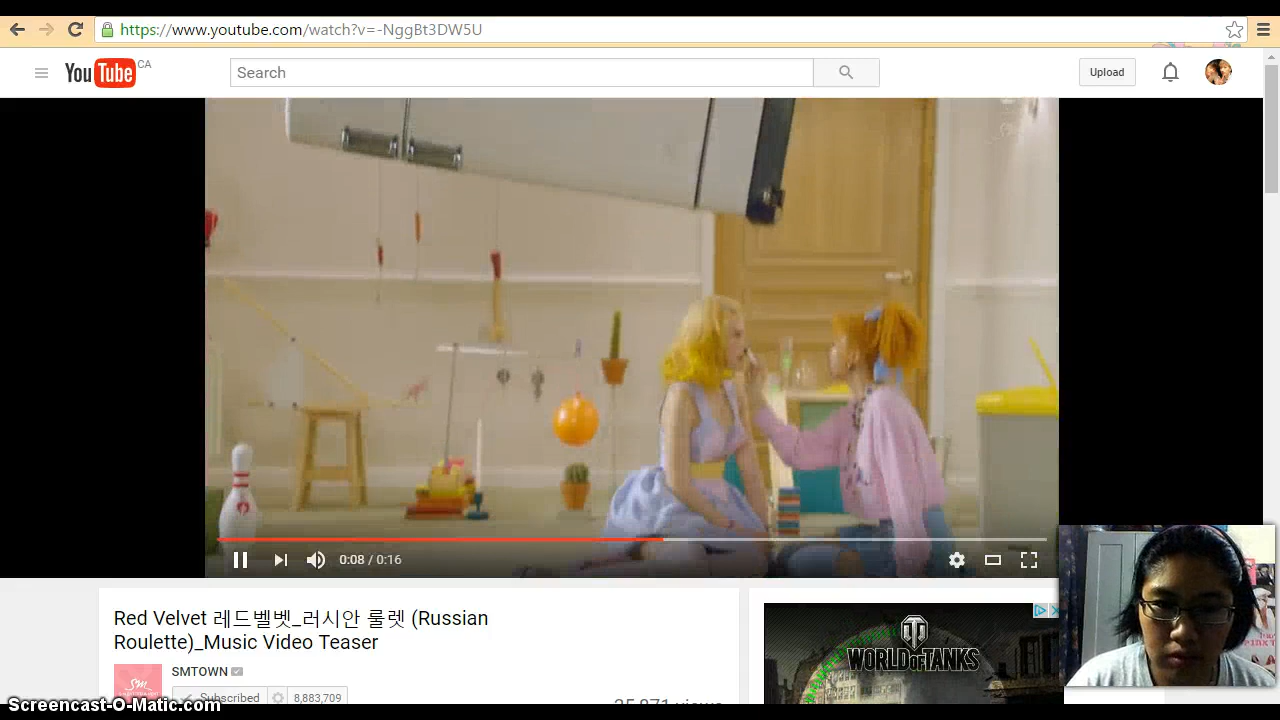 https://www.youtube.com/watch?v=-NggBt3DW5U
YouTube CA
Search
Upload
0:08 / 0:16
Red Velvet 레드벨벳_러시안 룰렛 (Russian
Roulette)_Music Video Teaser
SMTOWN
Subscribed 8,883,709
views
WORLD OF TANKS
Screencast-O-Matic.com